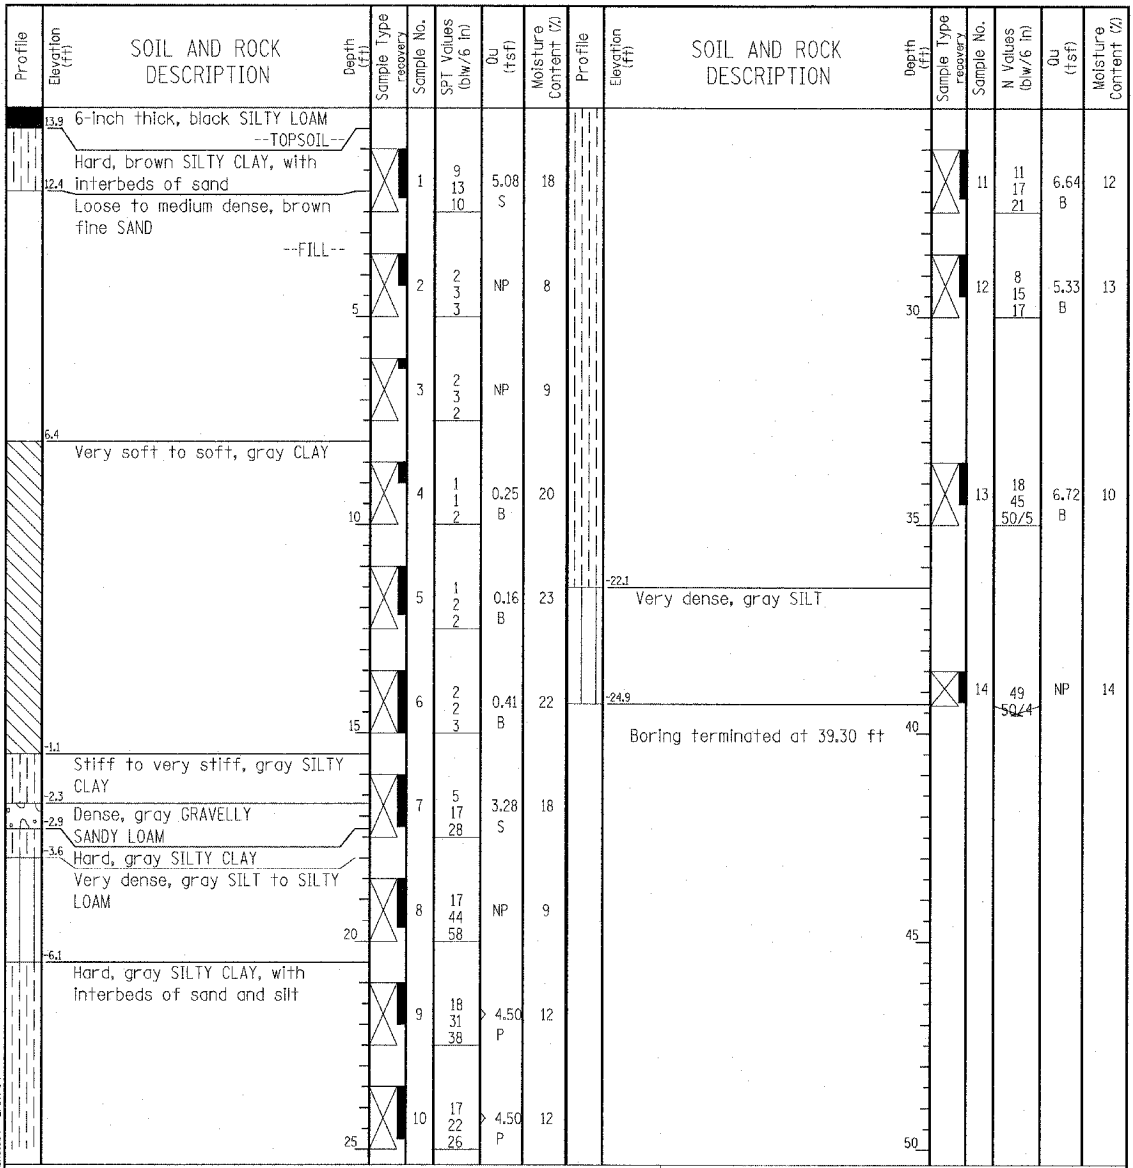 Profile
Elevation (ft)
SOIL AND ROCK
DESCRIPTION
Depth (ft)
Sample Type
recovery
Sample No.
SPT Values
(blw/6 in)
Qu
(tsf)
Moisture
Content (%)
13.9 6-inch thick, black SILTY LOAM
--TOPSOIL--
Hard, brown SILTY CLAY, with
12.4 interbeds of sand
1 9 13 10 5.08 S 18
Loose to medium dense, brown
fine SAND
--FILL--
2 2 3 3 NP 8
5
3 2 3 2 NP 9
6.4
Very soft to soft, gray CLAY
4 1 1 2 0.25 B 20
10
5 1 2 2 0.16 B 23
6 2 2 3 0.41 B 22
15
-1.1
Stiff to very stiff, gray SILTY
CLAY
-2.3
7 5 17 28 3.28 S 18
Dense, gray GRAVELLY
-2.9
SANDY LOAM
-3.6 Hard, gray SILTY CLAY
Very dense, gray SILT to SILTY
LOAM
8 17 44 58 NP 9
20
-6.1
Hard, gray SILTY CLAY, with
interbeds of sand and silt
9 18 31 38 > 4.50 P 12
10 17 22 26 > 4.50 P 12
25
Profile
Elevation (ft)
SOIL AND ROCK
DESCRIPTION
Depth (ft)
Sample Type
recovery
Sample No.
N Values
(blw/6 in)
Qu
(tsf)
Moisture
Content (%)
11 11 17 21 6.64 B 12
12 8 15 17 5.33 B 13
30
13 18 45 50/5 6.72 B 10
35
-22.1
Very dense, gray SILT
14 49 50/4 NP 14
-24.9
40
Boring terminated at 39.30 ft
45
50